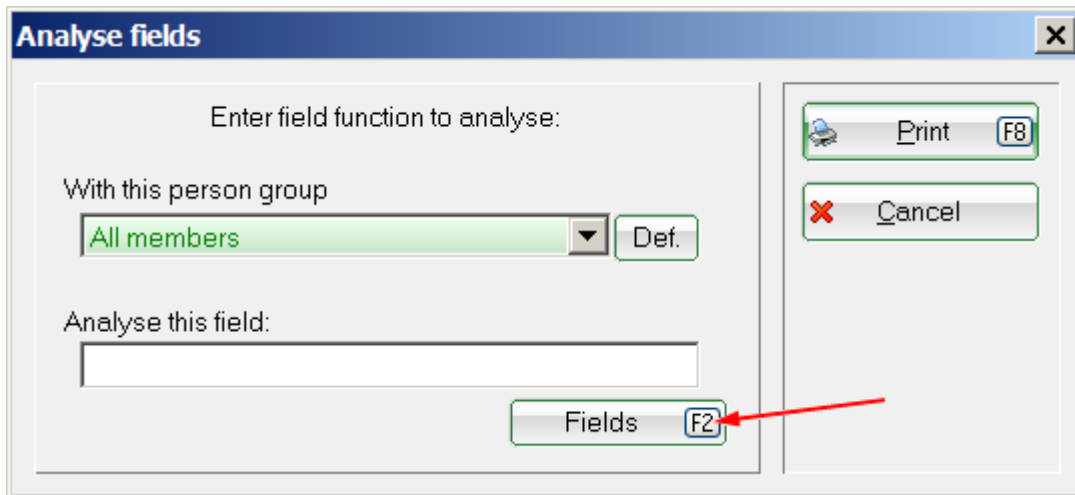 Analyse fields
Enter field function to analyse:
With this person group
All members
Def.
Analyse this field:
Fields F2
Print F8
Cancel